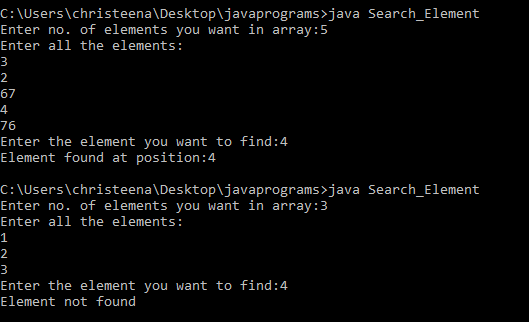 C:\Users\christeena\Desktop\javaprograms>java Search_Element
Enter no. of elements you want in array:5
Enter all the elements:
3
2
67
4
76
Enter the element you want to find:4
Element found at position:4
C:\Users\christeena\Desktop\javaprograms>java Search_Element
Enter no. of elements you want in array:3
Enter all the elements:
1
2
3
Enter the element you want to find:4
Element not found